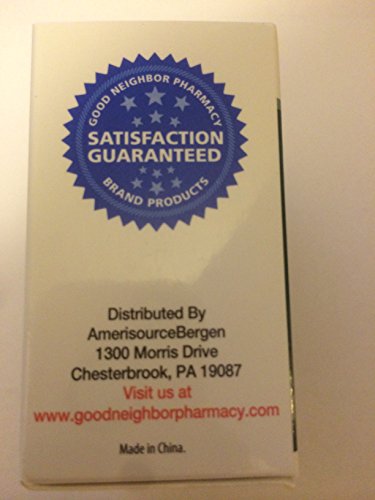 GOOD NEIGHBOR PHARMACY
SATISFACTION
GUARANTEED
BRAND PRODUCTS
Distributed By
AmerisourceBergen
1300 Morris Drive
Chesterbrook, PA 19087
Visit us at
www.goodneighborpharmacy.com
Made in China.